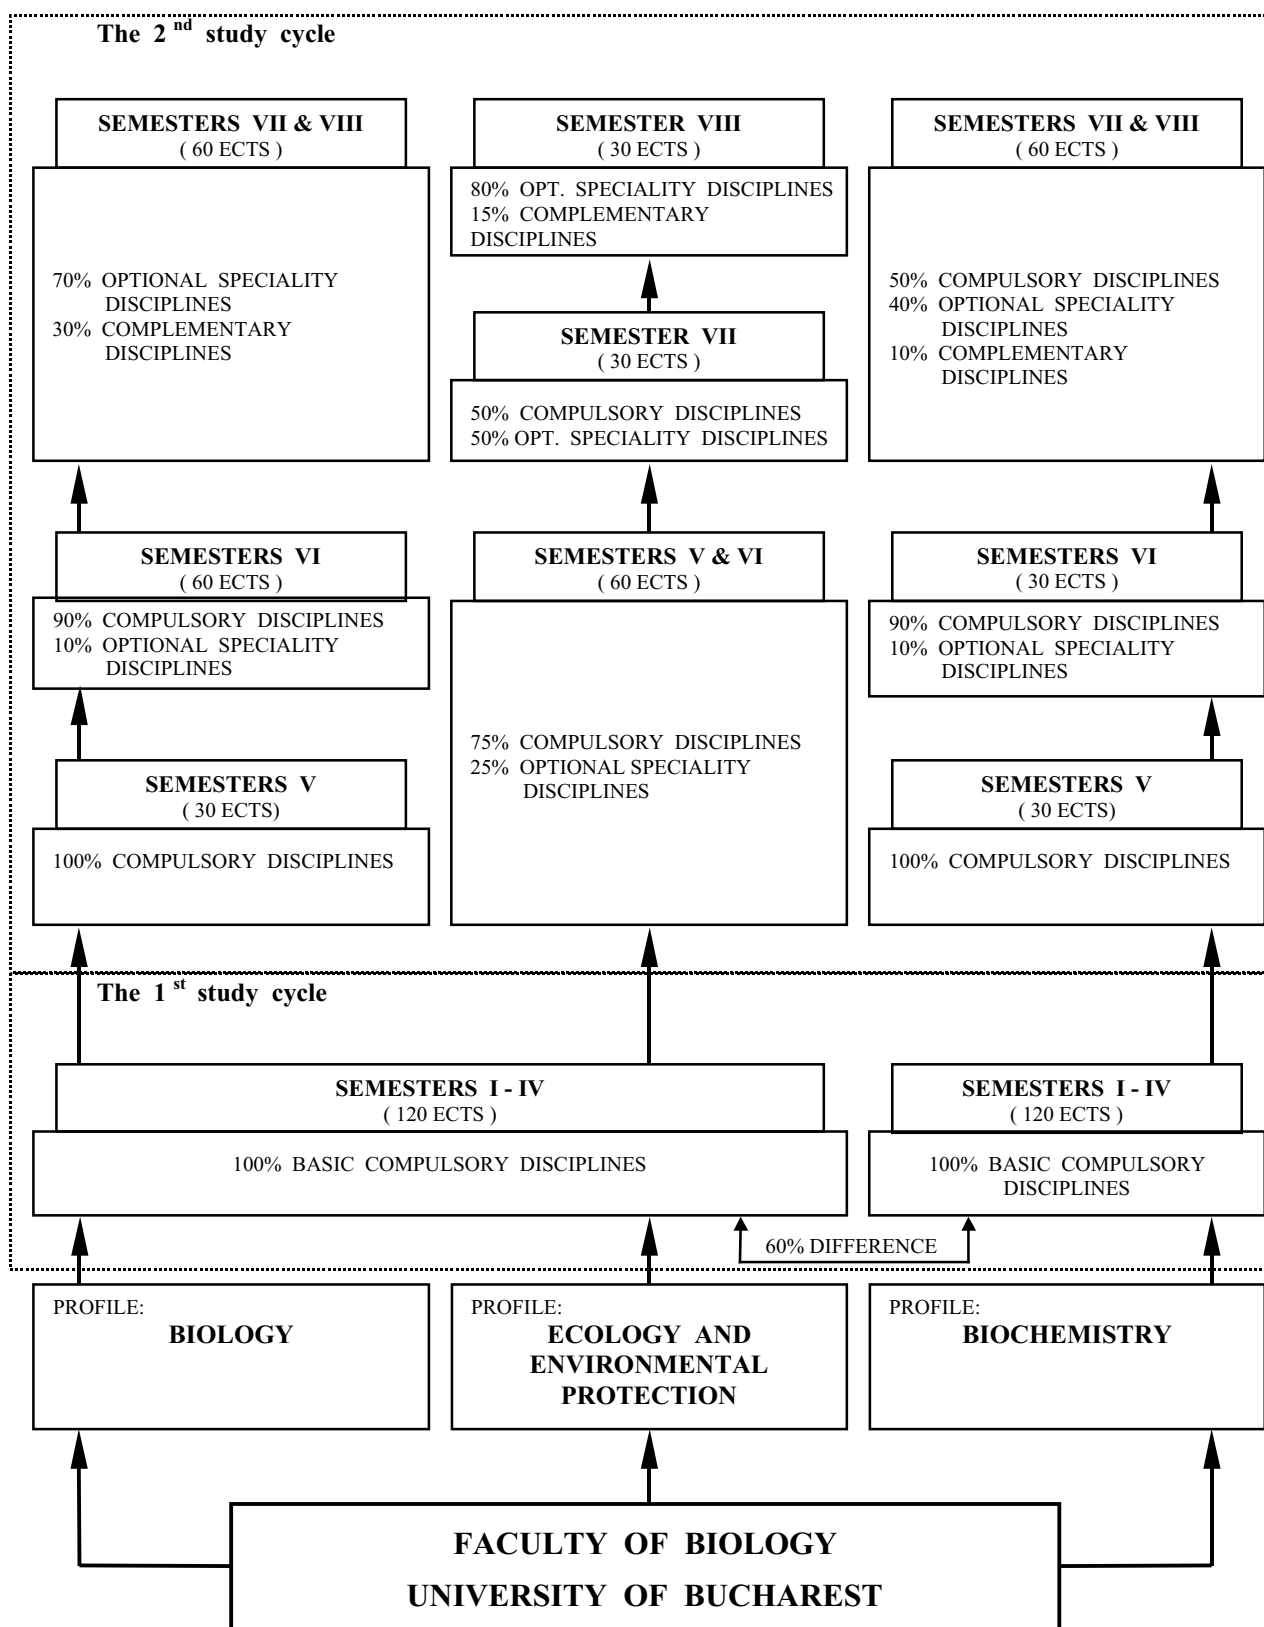 The 2 nd study cycle
SEMESTERS VII & VIII
( 60 ECTS )
70% OPTIONAL SPECIALITY
DISCIPLINES
30% COMPLEMENTARY
DISCIPLINES
SEMESTER VIII
( 30 ECTS )
80% OPT. SPECIALITY DISCIPLINES
15% COMPLEMENTARY
DISCIPLINES
SEMESTER VII
( 30 ECTS )
50% COMPULSORY DISCIPLINES
50% OPT. SPECIALITY DISCIPLINES
SEMESTERS VII & VIII
( 60 ECTS )
50% COMPULSORY DISCIPLINES
40% OPTIONAL SPECIALITY
DISCIPLINES
10% COMPLEMENTARY
DISCIPLINES
SEMESTERS VI
( 60 ECTS )
90% COMPULSORY DISCIPLINES
10% OPTIONAL SPECIALITY
DISCIPLINES
SEMESTERS V & VI
( 60 ECTS )
75% COMPULSORY DISCIPLINES
25% OPTIONAL SPECIALITY
DISCIPLINES
SEMESTERS VI
( 30 ECTS )
90% COMPULSORY DISCIPLINES
10% OPTIONAL SPECIALITY
DISCIPLINES
SEMESTERS V
( 30 ECTS)
100% COMPULSORY DISCIPLINES
SEMESTERS V
( 30 ECTS)
100% COMPULSORY DISCIPLINES
The 1 st study cycle
SEMESTERS I - IV
( 120 ECTS )
100% BASIC COMPULSORY DISCIPLINES
SEMESTERS I - IV
( 120 ECTS )
100% BASIC COMPULSORY
DISCIPLINES
60% DIFFERENCE
PROFILE:
BIOLOGY
PROFILE:
ECOLOGY AND
ENVIRONMENTAL
PROTECTION
PROFILE:
BIOCHEMISTRY
FACULTY OF BIOLOGY
UNIVERSITY OF BUCHAREST